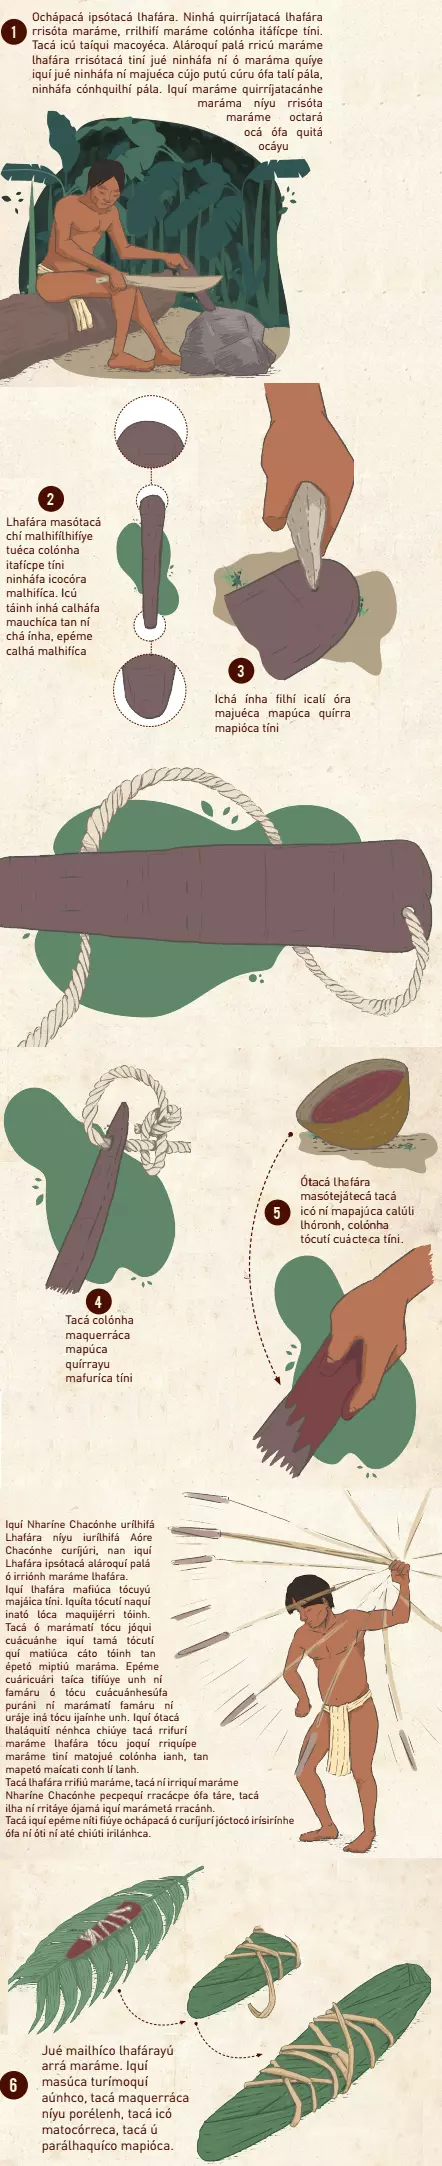 1
Ochápacá ipsótacá lhafára. Ninhá quirríjatacá lhafára
rrisóta maráme, rrilhifí maráme colónha itáfícpe tíni.
Tacá icú taíqui macoyéca. Alároquí palá rricú maráme
lhafára rrisótacá tiní jué ninháfa ní ó maráma quíye
iquí jué ninháfa ní majuéca cújo putú cúru ófa talí pála,
ninháfa cónhquilhí pála. Iquí maráme quirríjatacánhe
maráma níyu rrisóta
maráme octará
ocá ófa quitá
ocáyu
2
Lhafára masótacá
chí malhifílhifíye
tuéca colónha
itafícpe tíni
ninháfa icocóra
malhifíca. Icú
táinh inhá calháfa
mauchíca tan ní
chá ínha, epéme
calhá malhifíca
3
Ichá ínha filhí icalí óra
majuéca mapúca quírra
mapióca tíni
4
Tacá colónha
maquerráca
mapúca
quírrayu
mafuríca tíni
5
Ótacá lhafára
masótejátecá tacá
icó ní mapajúca calúli
lhóronh, colónha
tócutí cuácteca tíni.
Iquí Nharíne Chacónhe urílhifá
Lhafára níyu iurílhifá Aóre
Chacónhe curíjúri, nan iquí
Lhafára ipsótacá alároquí palá
ó irriónh maráme lhafára.
Iquí lhafára mafiúca tócuyú
majáica tíni. Iquíta tócutí naquí
inató lóca maquijérri tóinh.
Tacá ó marámatí tócu jóqui
cuácuánhe iquí tamá tócutí
quí matiúca cáto tóinh tan
épetó miptiú maráma. Epéme
cuáricuári taíca tifíiye unh ní
famáru ó tócu cuácuánhesúfa
puráni ní marámatí famáru ní
uráje iná tócu ijaínhe unh. Iquí ótacá
lhaláquití nénhca chiúye tacá rrifurí
maráme lhafára tócu joquí rriquípe
maráme tiní matojué colónha ianh, tan
mapetó maícati conh lí lanh.
Tacá lhafára rrifiú maráme, tacá ní irriquí maráme
Nharíne Chacónhe pecpequí rracácpe ófa táre, tacá
ilha ní rritáye ójamá iquí marámetá rracánh.
Tacá iquí epéme níti fiúye ochápacá ó curíjurí jóctocó irísirínhe
ófa ní óti ní até chiúti irilánhca.
6
Jué mailhíco lhafárayú
arrá maráme. Iquí
masúca turímoquí
aúnhco, tacá maquerráca
níyu porélenh, tacá icó
matocórreca, tacá ú
parálhaquíco mapióca.